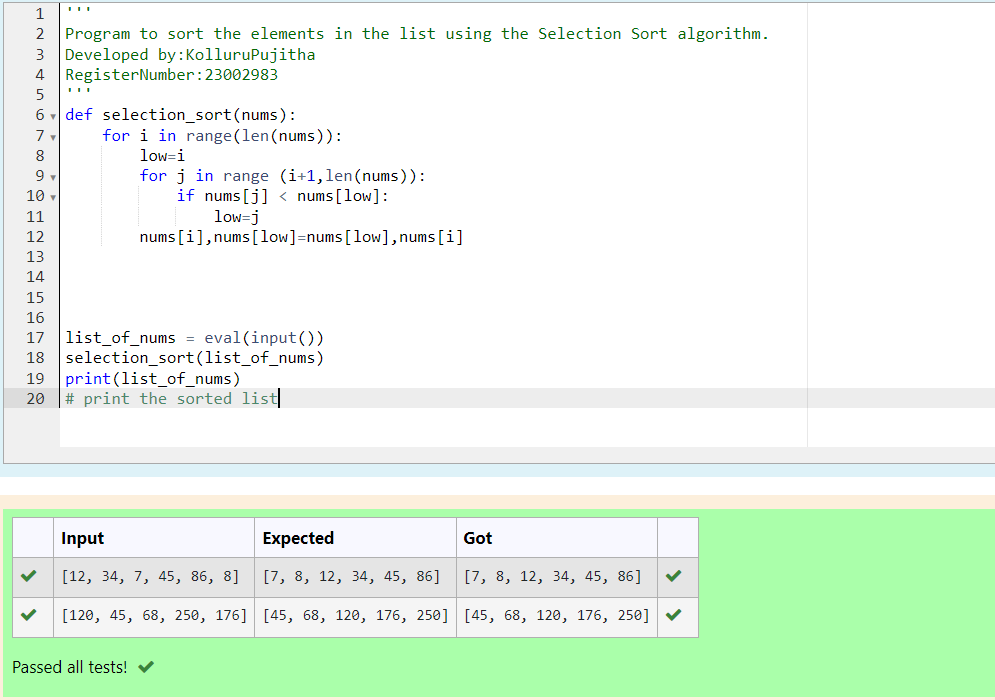 1 '''
2 Program to sort the elements in the list using the Selection Sort algorithm.
3 Developed by:KolluruPujitha
4 RegisterNumber:23002983
5 '''
6 def selection_sort(nums):
7     for i in range(len(nums)):
8         low=i
9         for j in range (i+1,len(nums)):
10             if nums[j] < nums[low]:
11                 low=j
12         nums[i],nums[low]=nums[low],nums[i]
13
14
15
16
17 list_of_nums = eval(input())
18 selection_sort(list_of_nums)
19 print(list_of_nums)
20 # print the sorted list
Input Expected Got
[12, 34, 7, 45, 86, 8] [7, 8, 12, 34, 45, 86] [7, 8, 12, 34, 45, 86]
[120, 45, 68, 250, 176] [45, 68, 120, 176, 250] [45, 68, 120, 176, 250]
Passed all tests!